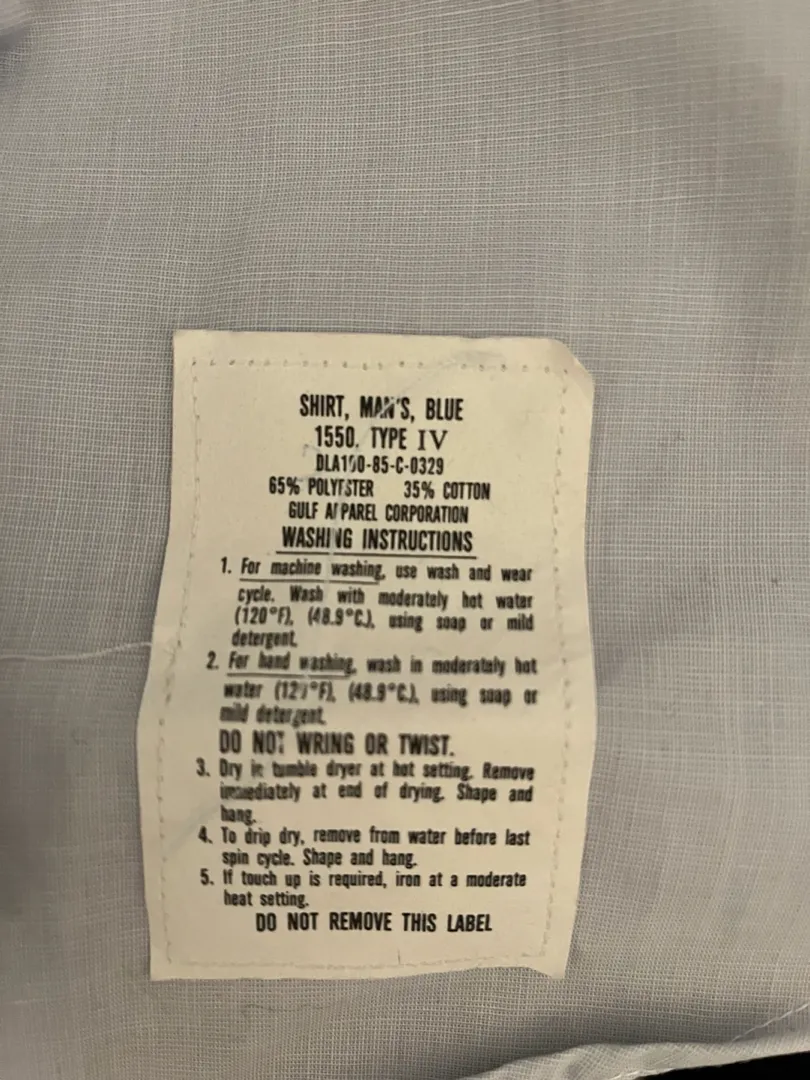 SHIRT, MAN'S, BLUE
1550. TYPE IV
DLA100-85-C-0329
65% POLYESTER 35% COTTON
GULF APPAREL CORPORATION
WASHING INSTRUCTIONS
1. For machine washing, use wash and wear
cycle. Wash with moderately hot water
(120°F), (48.9°C.), using soap or mild
detergent.
2. For hand washing, wash in moderately hot
water (120°F), (48.9°C.), using soap or
mild detergent.
DO NOT WRING OR TWIST.
3. Dry in tumble dryer at hot setting. Remove
immediately at end of drying. Shape and
hang.
4. To drip dry, remove from water before last
spin cycle. Shape and hang.
5. If touch up is required, iron at a moderate
heat setting.
DO NOT REMOVE THIS LABEL